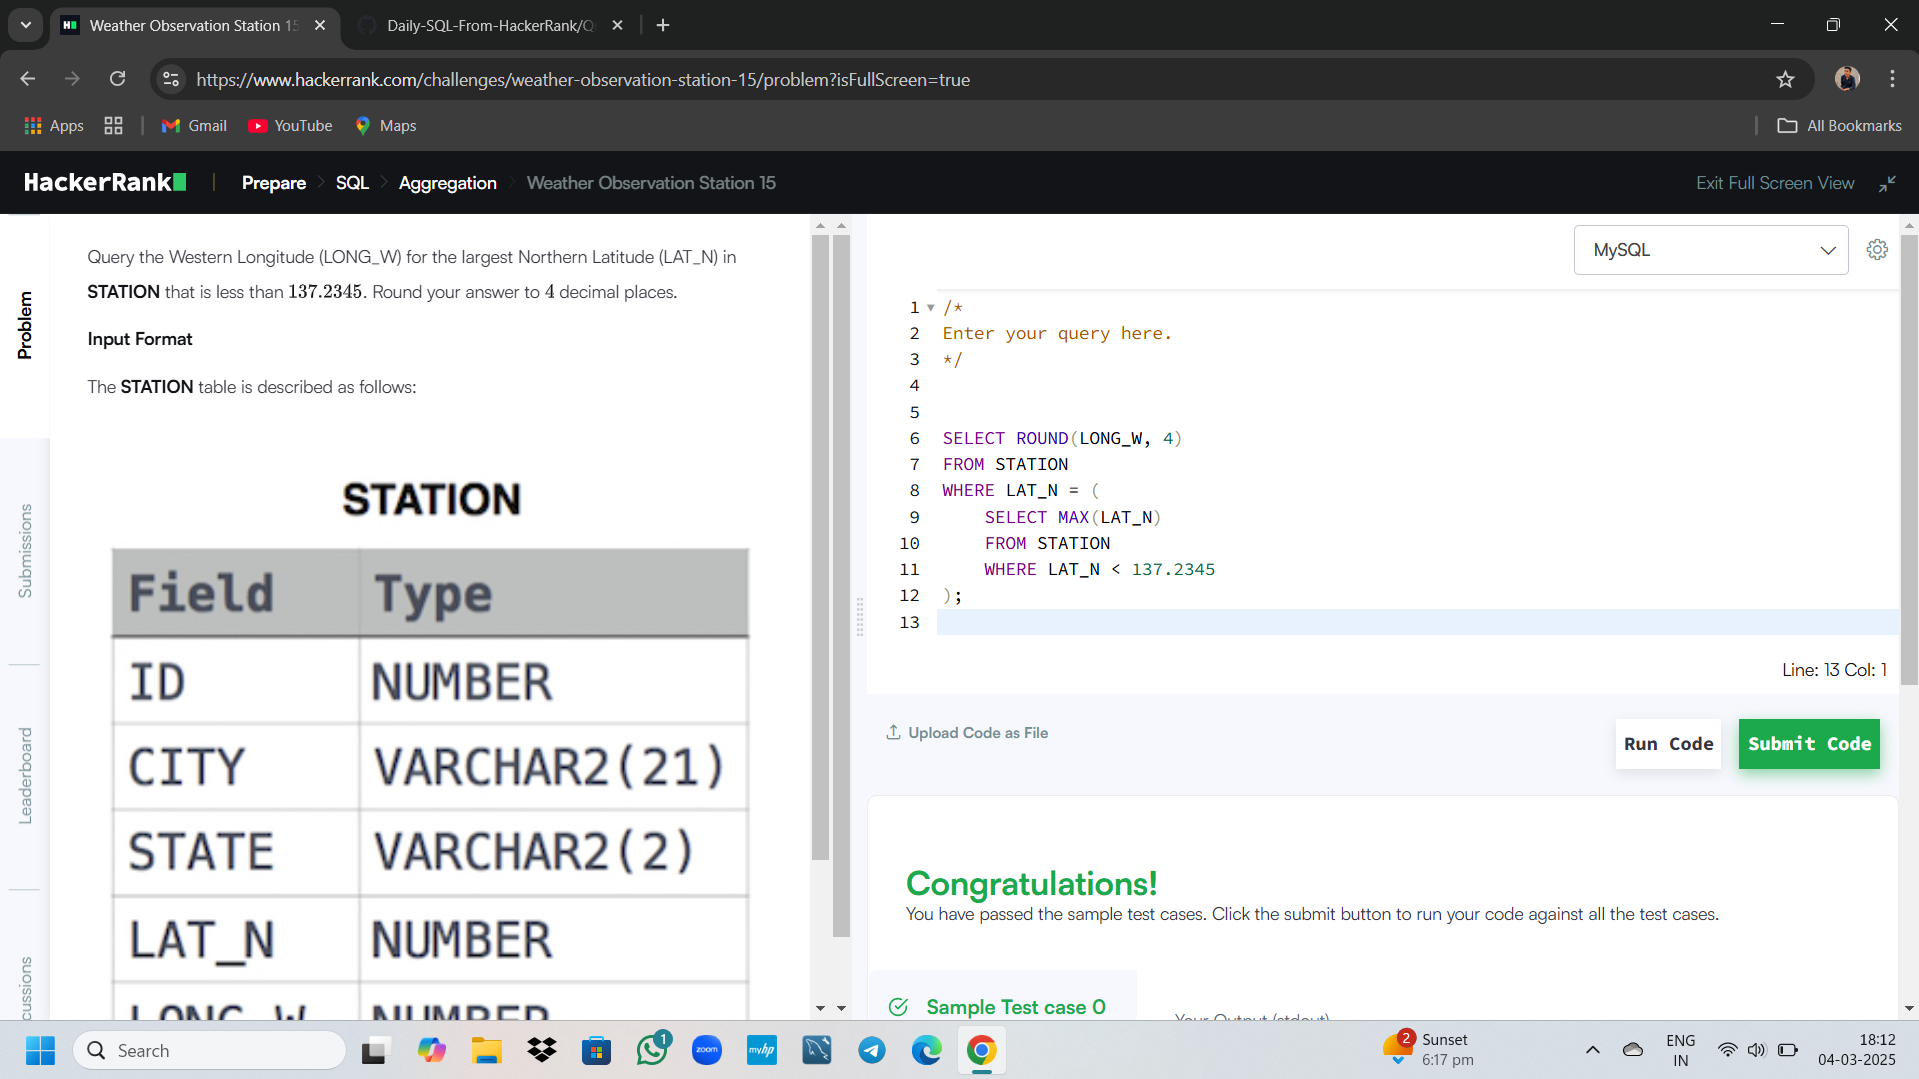 Weather Observation Station 15
Daily-SQL-From-HackerRank/Q
https://www.hackerrank.com/challenges/weather-observation-station-15/problem?isFullScreen=true
Apps
Gmail
YouTube
Maps
All Bookmarks
HackerRank
Prepare
SQL
Aggregation
Weather Observation Station 15
Exit Full Screen View
Problem
Submissions
Leaderboard
cussions
Query the Western Longitude (LONG_W) for the largest Northern Latitude (LAT_N) in
STATION that is less than 137.2345. Round your answer to 4 decimal places.
Input Format
The STATION table is described as follows:
STATION
Field Type
ID NUMBER
CITY VARCHAR2(21)
STATE VARCHAR2(2)
LAT_N NUMBER
LONG_W NUMBER
MySQL
1 /*
2 Enter your query here.
3 */
4
5
6 SELECT ROUND(LONG_W, 4)
7 FROM STATION
8 WHERE LAT_N = (
9 SELECT MAX(LAT_N)
10 FROM STATION
11 WHERE LAT_N < 137.2345
12 );
13
Line: 13 Col: 1
Upload Code as File
Run Code
Submit Code
Congratulations!
You have passed the sample test cases. Click the submit button to run your code against all the test cases.
Sample Test case 0
Your Output (stdout)
Search
1
zoom
myhp
2
Sunset
6:17 pm
ENG
IN
18:12
04-03-2025